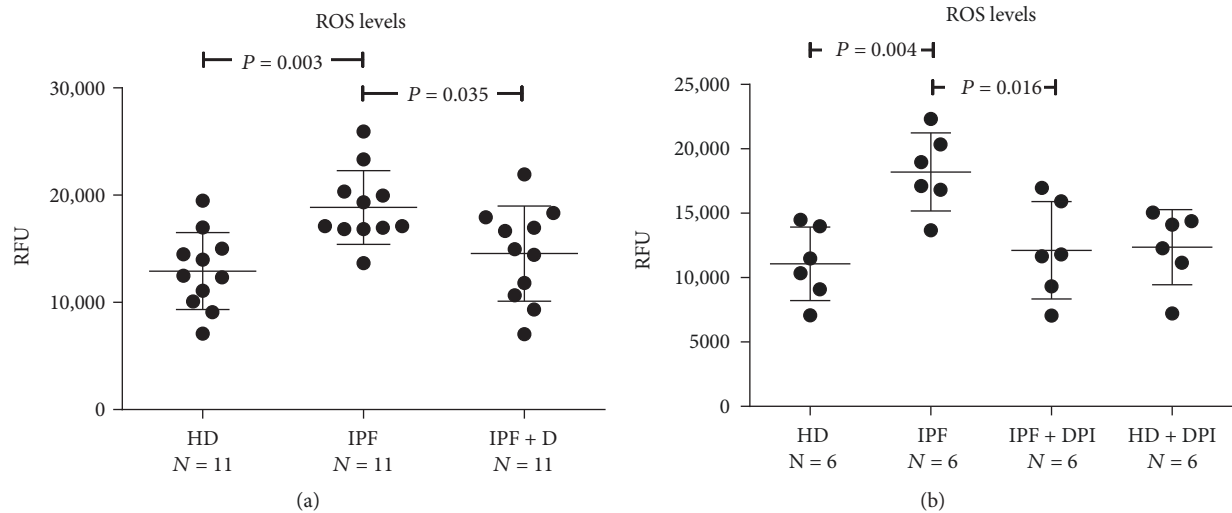 ROS levels
P = 0.003
P = 0.035
30,000
20,000
10,000
0
RFU
HD
N = 11
IPF
N = 11
IPF + D
N = 11
(a)
ROS levels
P = 0.004
P = 0.016
25,000
20,000
15,000
10,000
5000
0
RFU
HD
N = 6
IPF
N = 6
IPF + DPI
N = 6
HD + DPI
N = 6
(b)